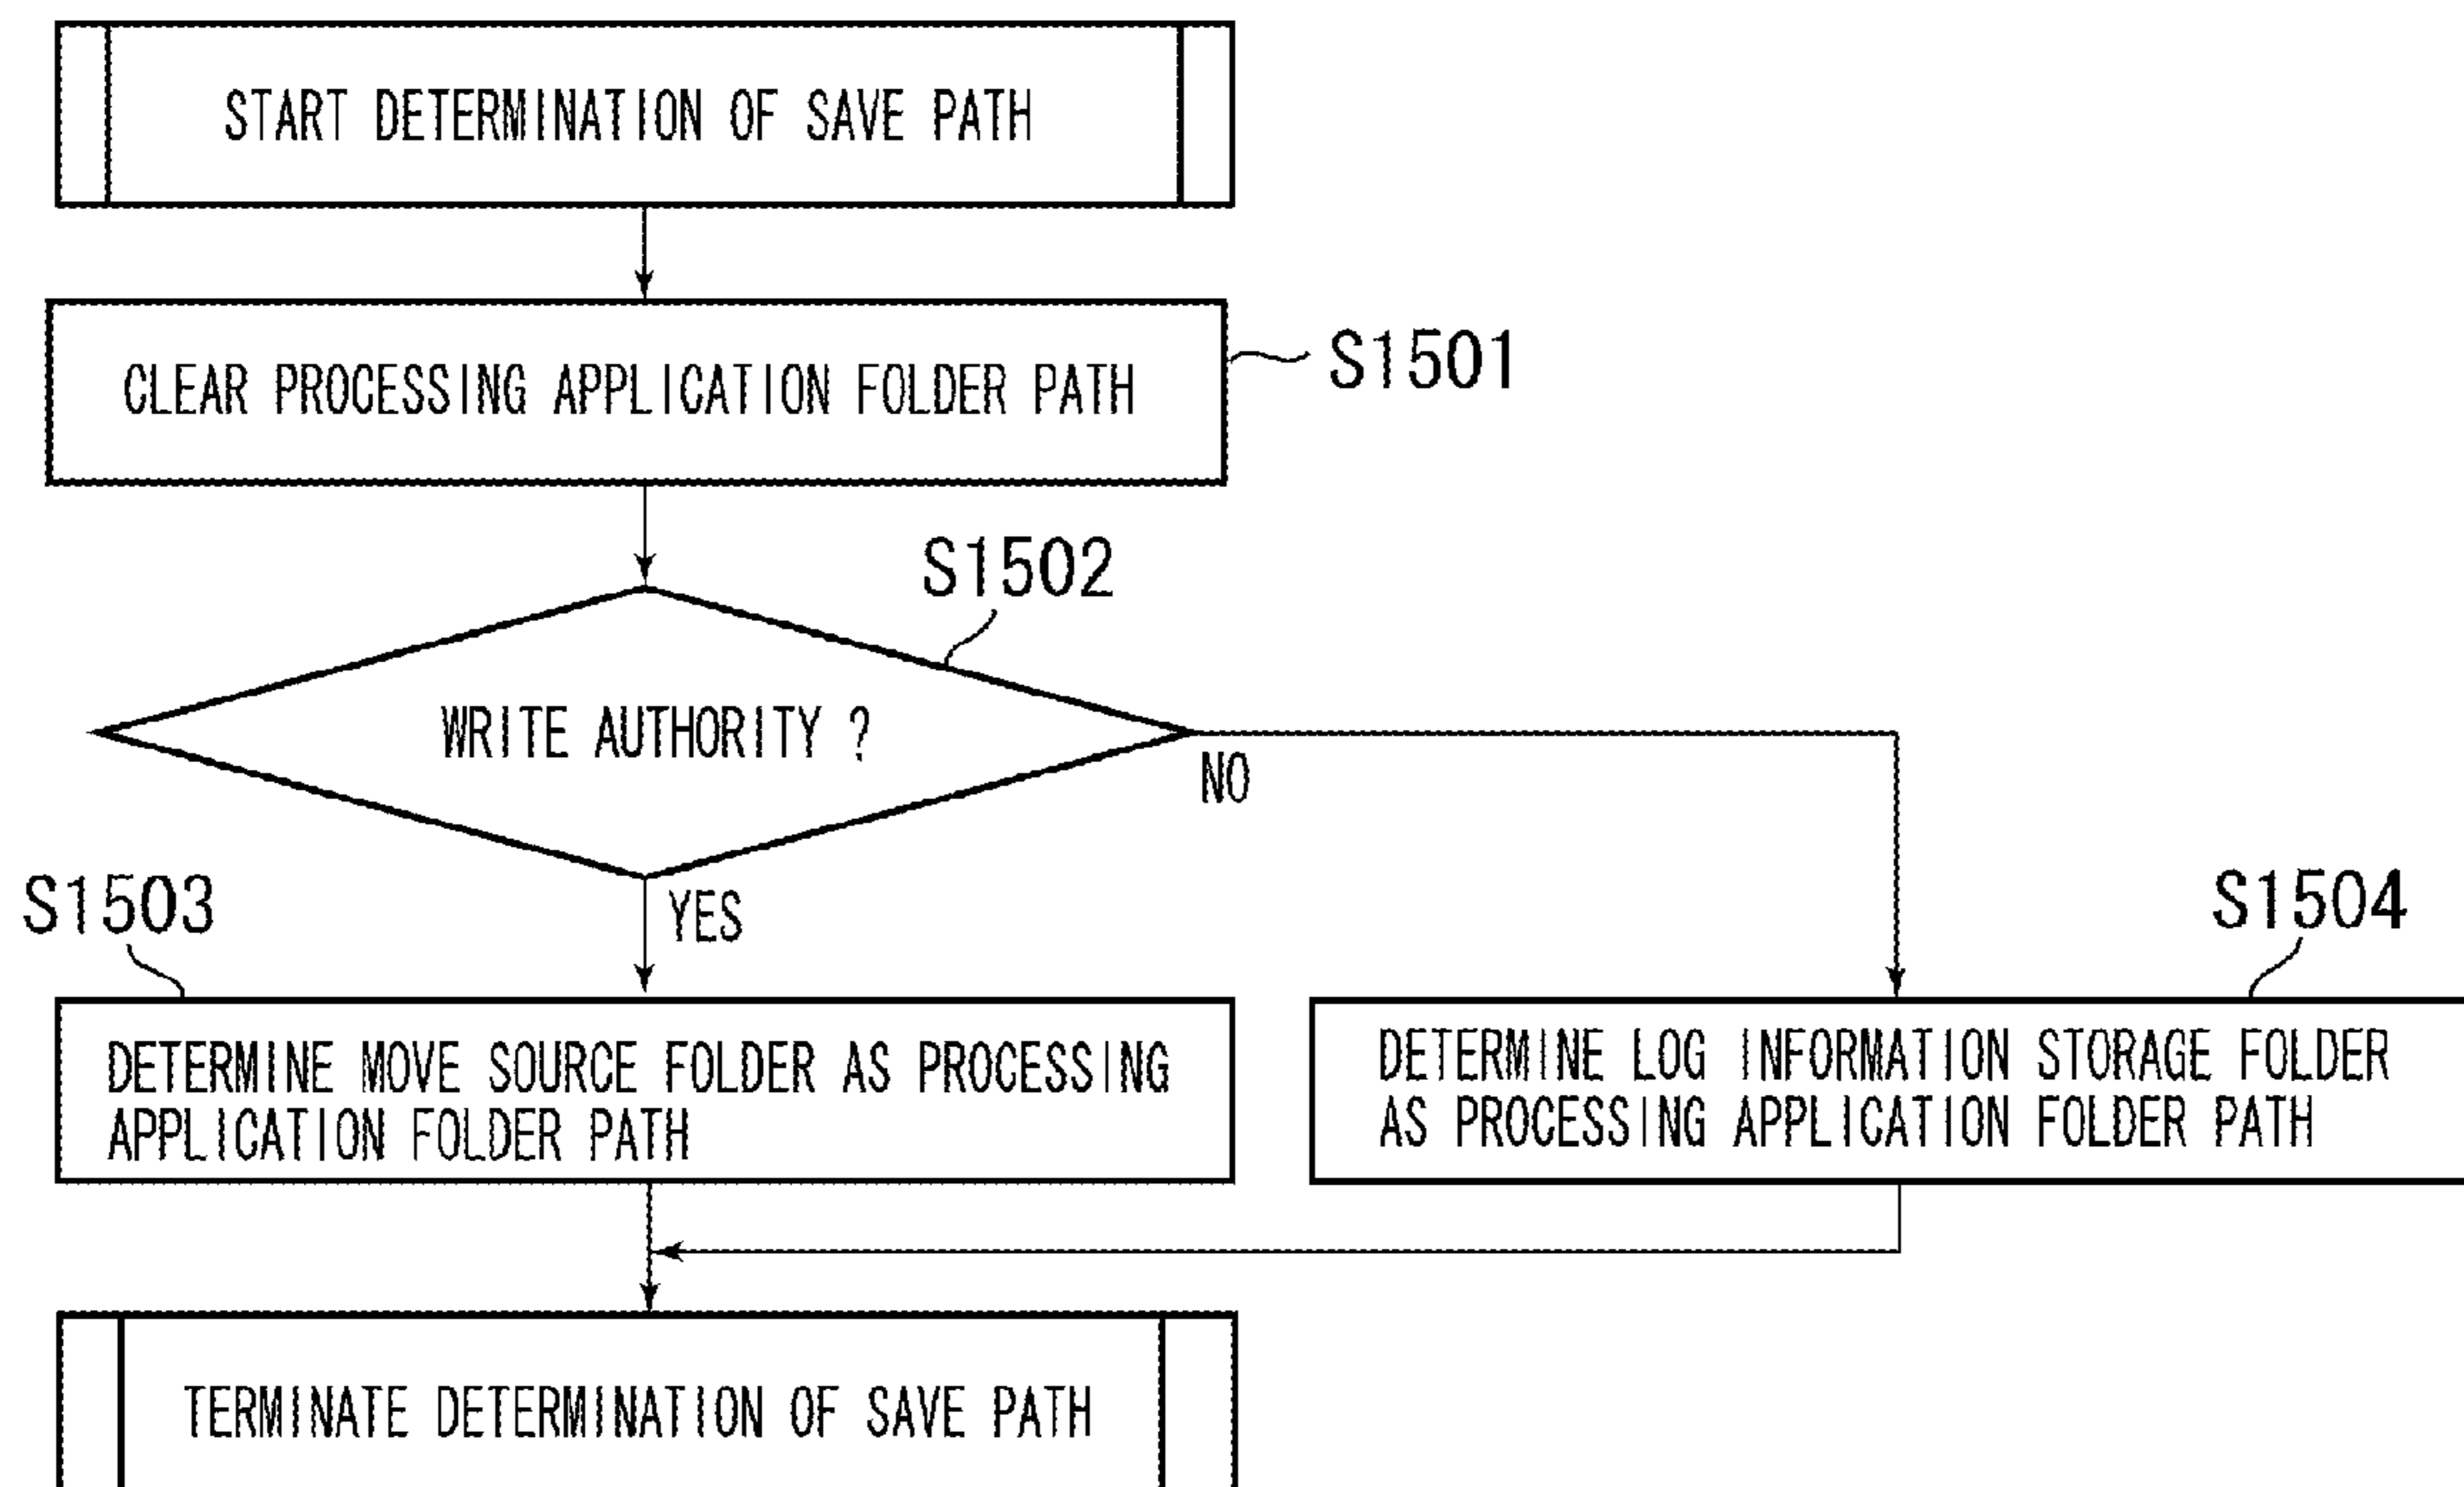 START DETERMINATION OF SAVE PATH
CLEAR PROCESSING APPLICATION FOLDER PATH
S1501
S1502
WRITE AUTHORITY ?
NO
YES
S1503
DETERMINE MOVE SOURCE FOLDER AS PROCESSING
APPLICATION FOLDER PATH
S1504
DETERMINE LOG INFORMATION STORAGE FOLDER
AS PROCESSING APPLICATION FOLDER PATH
TERMINATE DETERMINATION OF SAVE PATH